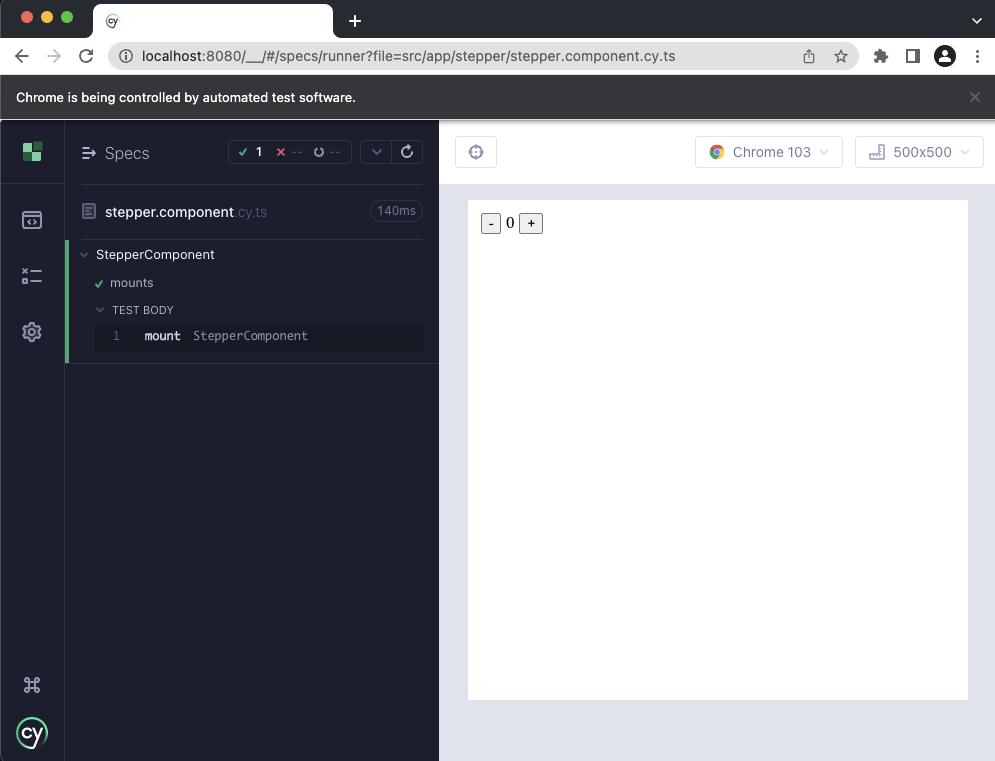 cy
localhost:8080/__/#/specs/runner?file=src/app/stepper/stepper.component.cy.ts
Chrome is being controlled by automated test software.
Specs
1 -- --
stepper.component.cy.ts
140ms
StepperComponent
mounts
TEST BODY
1 mount StepperComponent
cy
Chrome 103
500x500
- 0 +